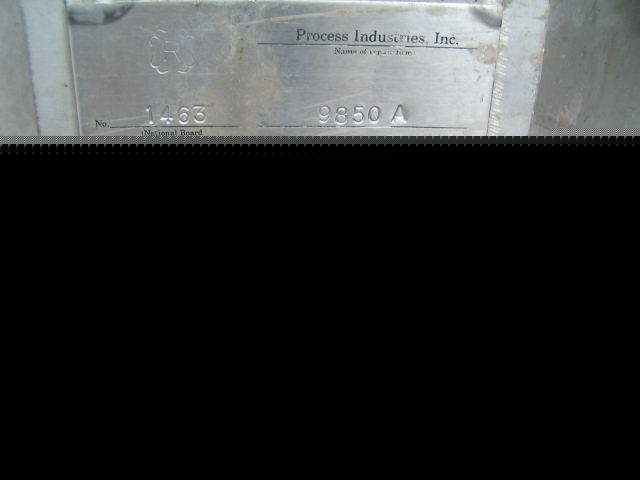 Process Industries, Inc.
(Name of repair firm)
No. 1463 9850 A
(National Board